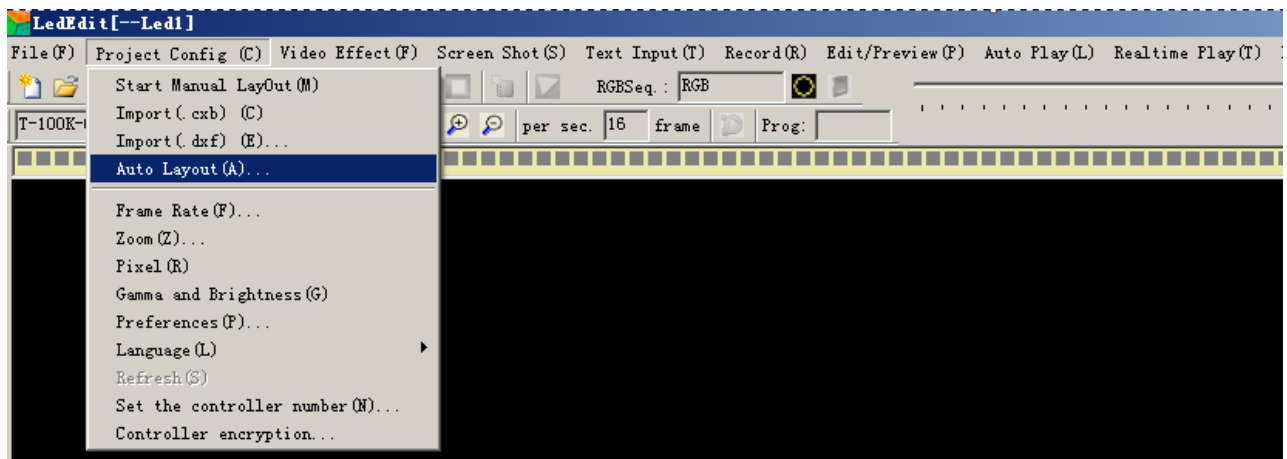 LedEdit[--Led1]
File(F) Project Config (C) Video Effect(F) Screen Shot(S) Text Input(T) Record(R) Edit/Preview(P) Auto Play(L) Realtime Play(T)
Start Manual LayOut(M)
RGBSeq.: RGB
Import(.cxb) (C)
T-100K- per sec. 16 frame Prog:
Import(.dxf) (E)...
Auto Layout(A)...
Frame Rate(F)...
Zoom(Z)...
Pixel(R)
Gamma and Brightness(G)
Preferences(P)...
Language(L)
Refresh(S)
Set the controller number(N)...
Controller encryption...